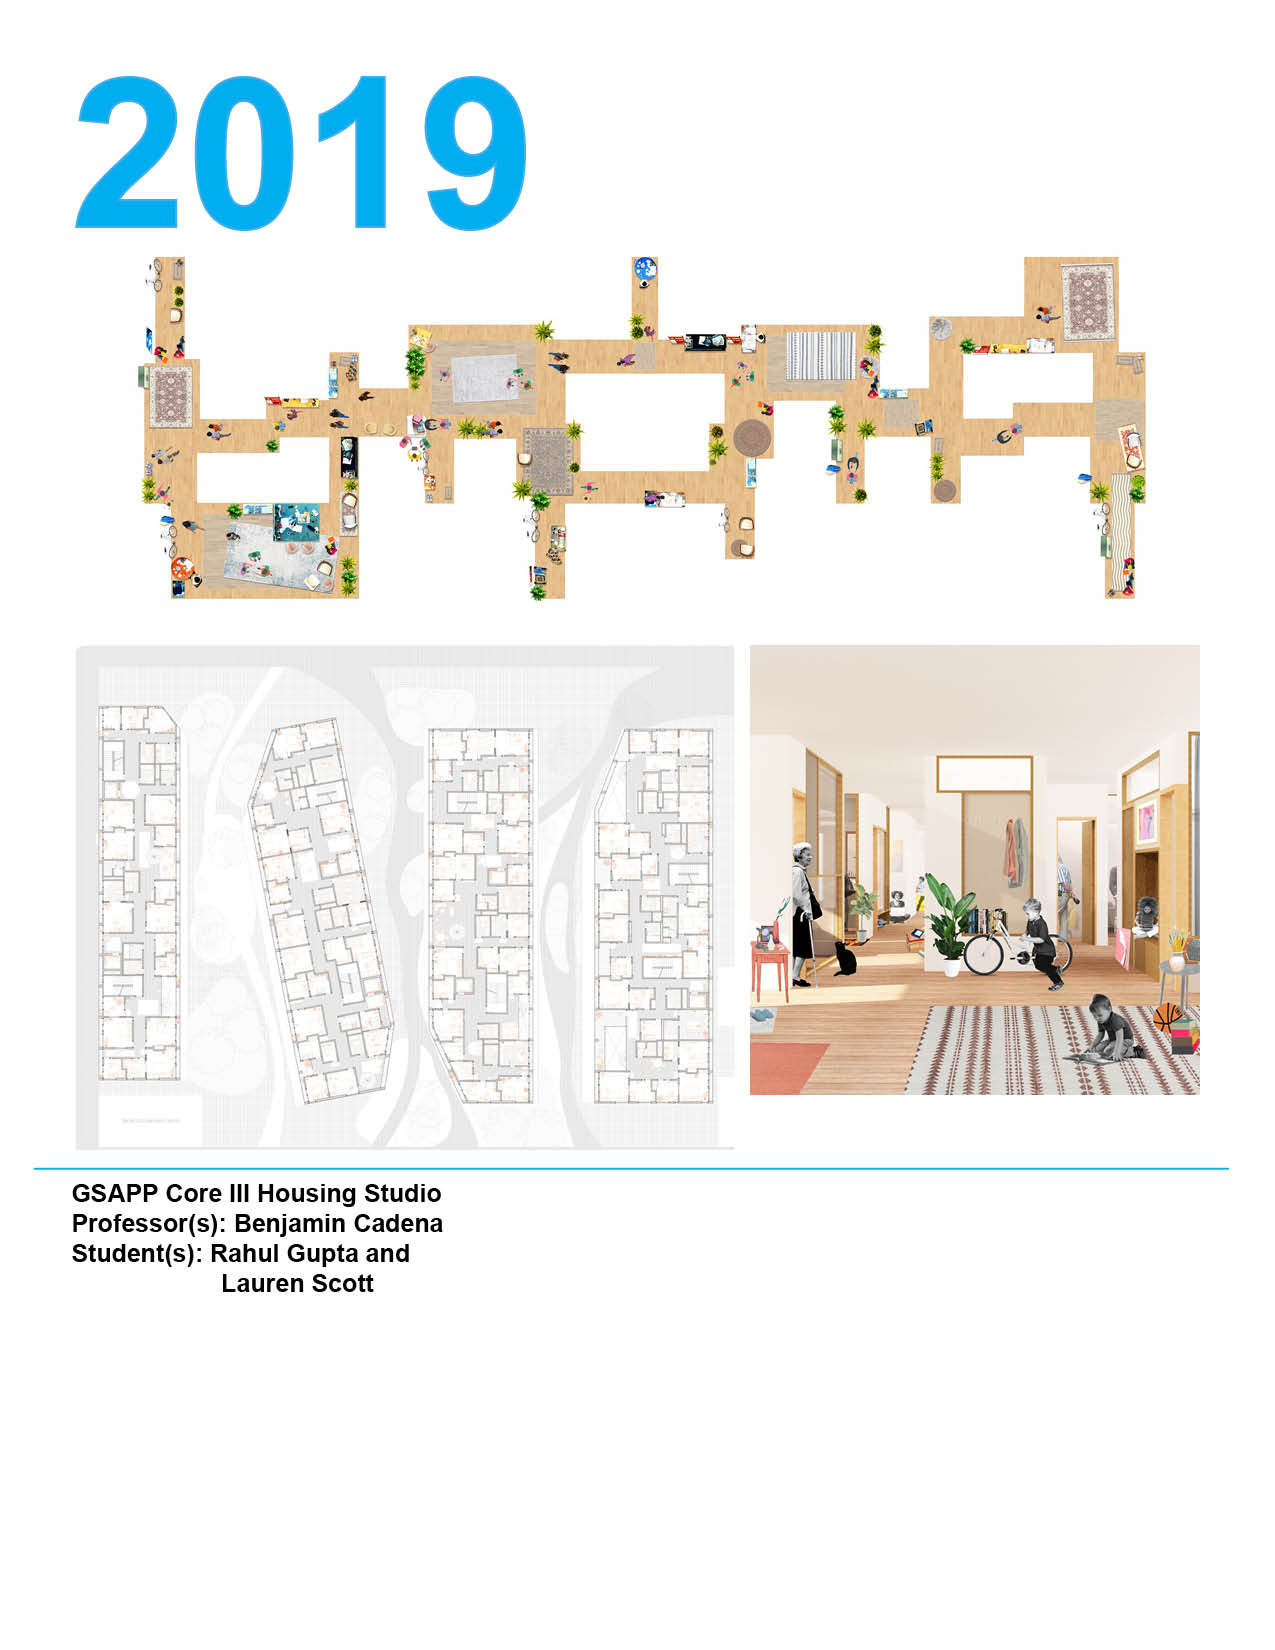 2019
GSAPP Core III Housing Studio
Professor(s): Benjamin Cadena
Student(s): Rahul Gupta and
Lauren Scott